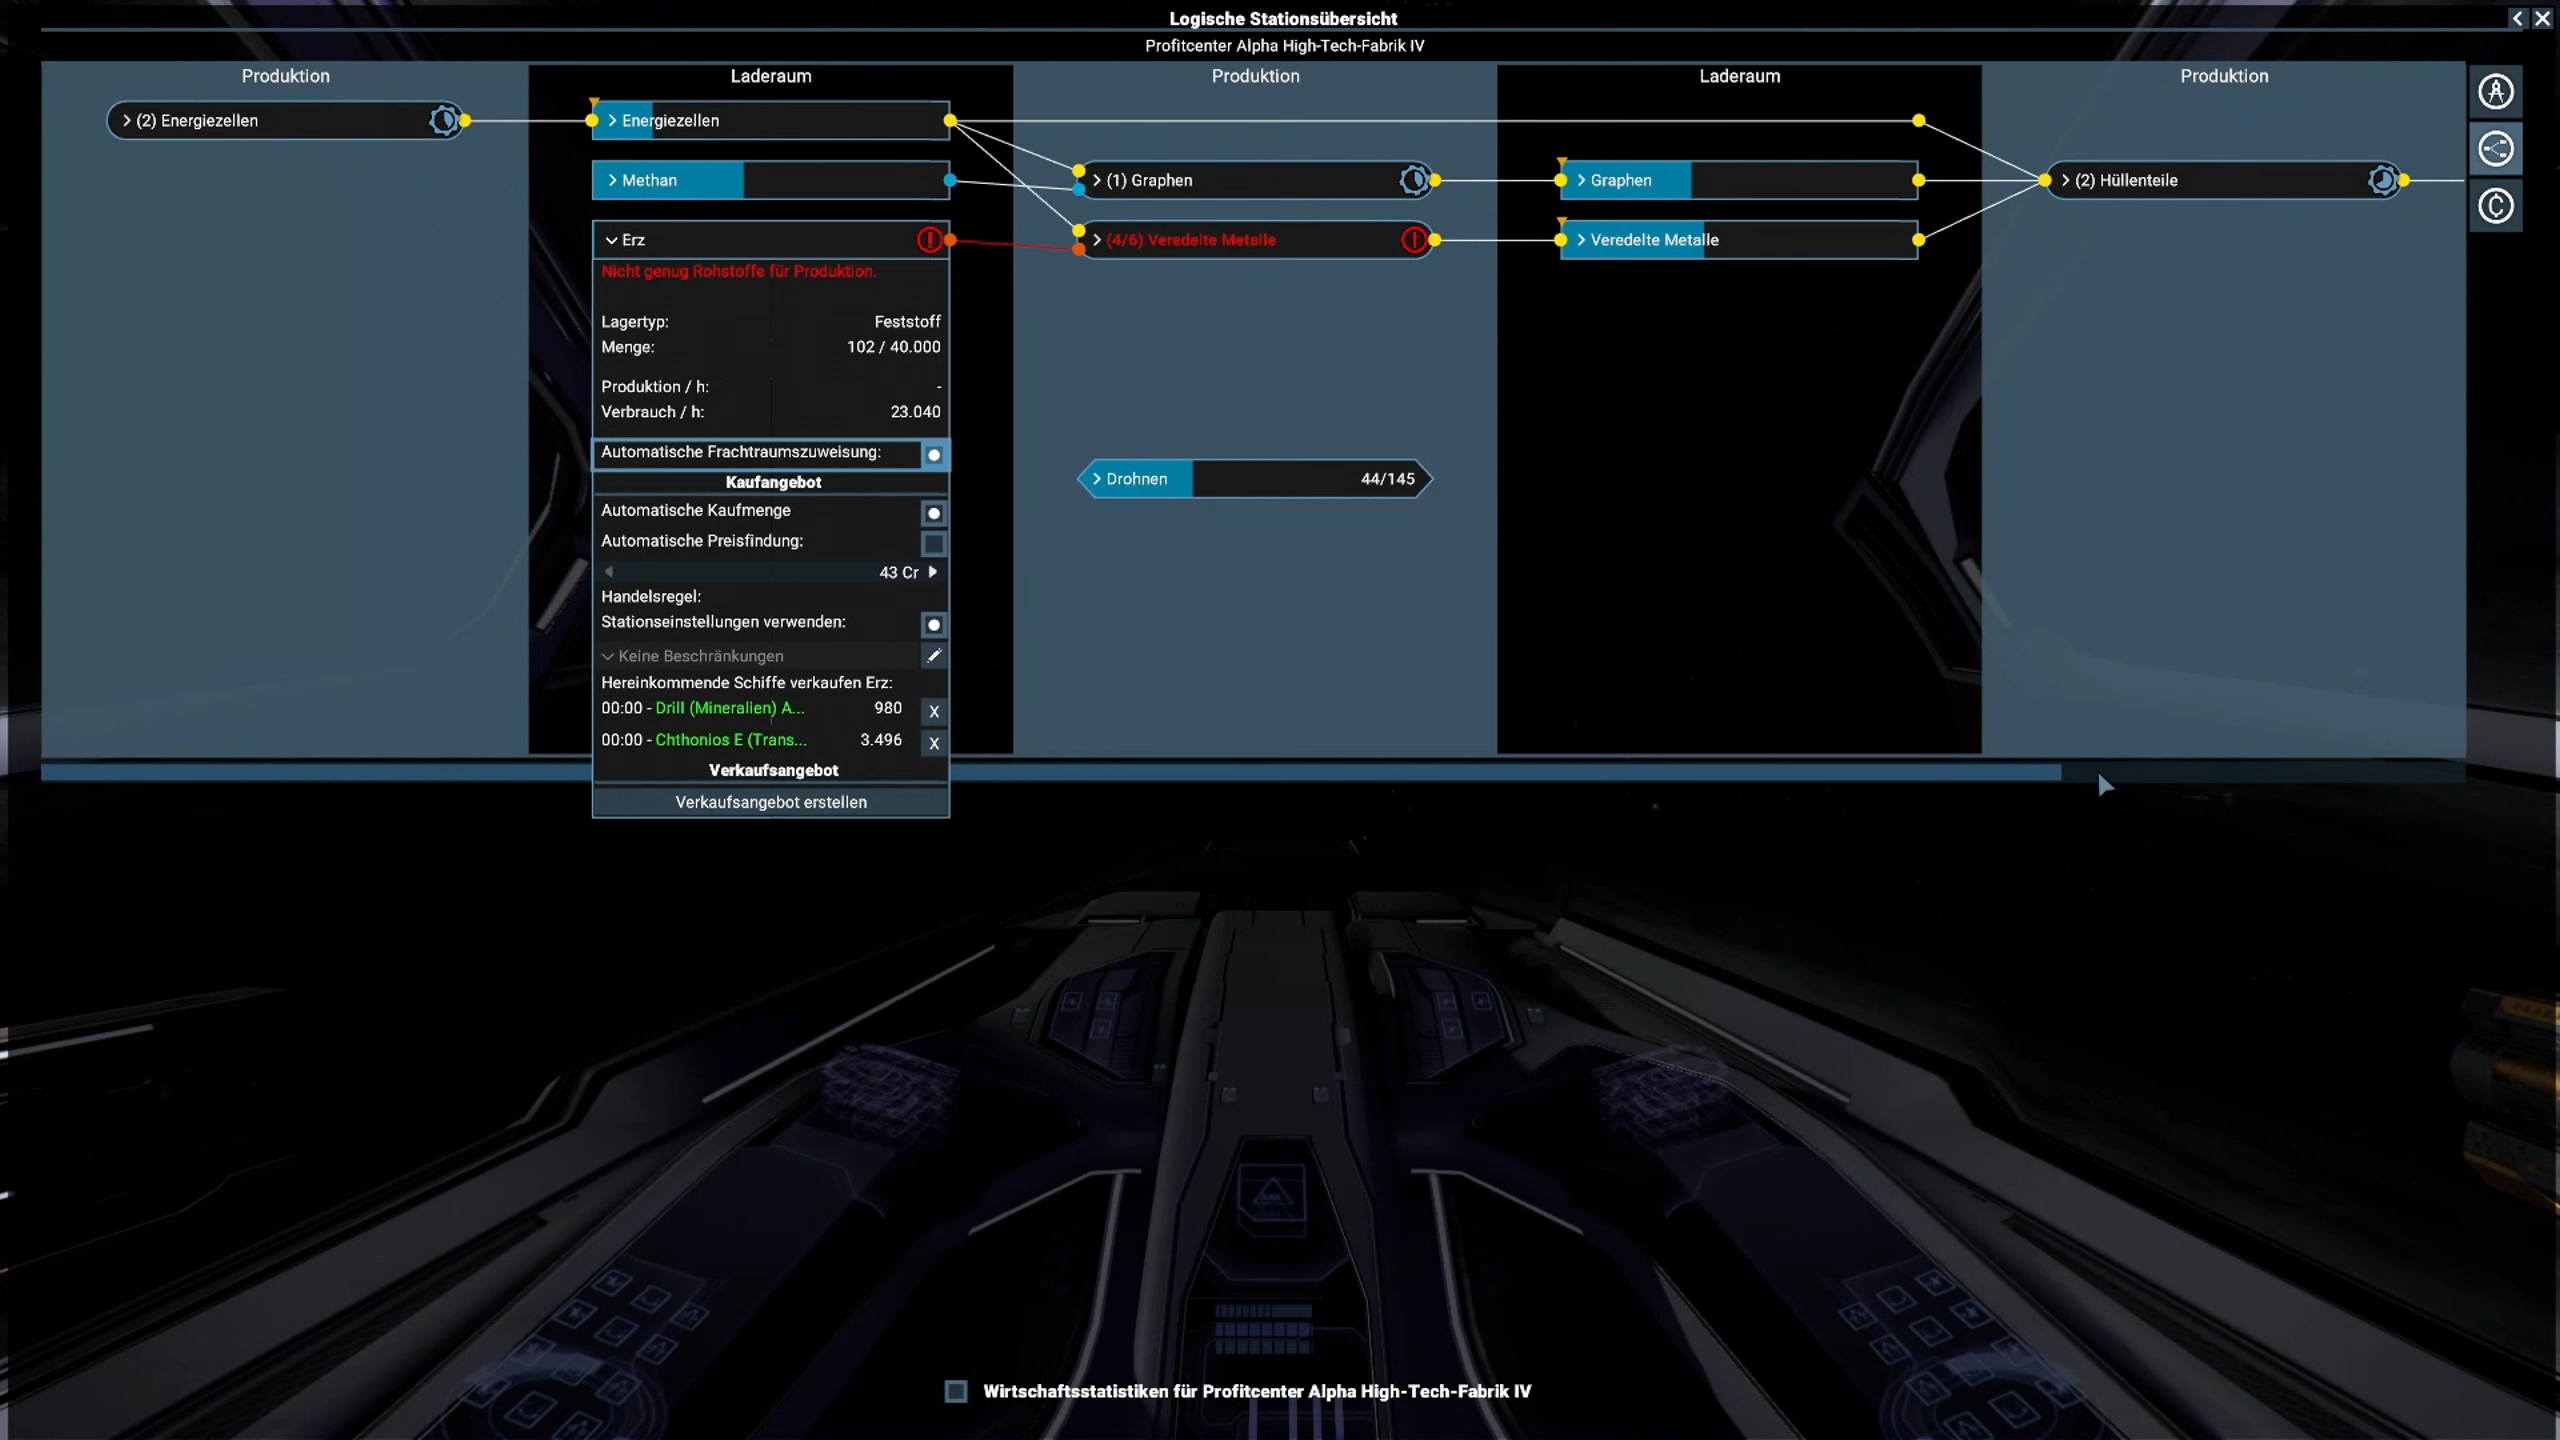 Logische Stationsübersicht
Profitcenter Alpha High-Tech-Fabrik IV
Produktion
Laderaum
Produktion
Laderaum
Produktion
(2) Energiezellen
Energiezellen
Methan
(1) Graphen
Graphen
(2) Hüllenteile
Erz
(4/6) Veredelte Metalle
Veredelte Metalle
Nicht genug Rohstoffe für Produktion.
Lagertyp: Feststoff
Menge: 102 / 40.000
Produktion / h: -
Verbrauch / h: 23.040
Automatische Frachtraumszuweisung:
Kaufangebot
Automatische Kaufmenge
Automatische Preisfindung:
43 Cr
Handelsregel:
Stationseinstellungen verwenden:
Keine Beschränkungen
Hereinkommende Schiffe verkaufen Erz:
00:00 - Drill (Mineralien) A... 980 X
00:00 - Chthonios E (Trans... 3.496 X
Verkaufsangebot
Verkaufsangebot erstellen
Drohnen 44/145
Wirtschaftsstatistiken für Profitcenter Alpha High-Tech-Fabrik IV